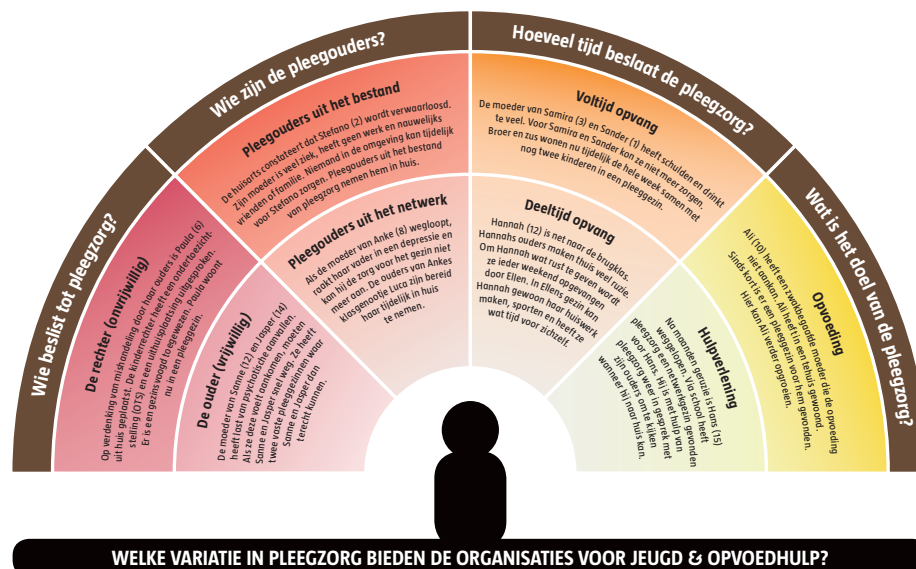 Wie beslist tot pleegzorg?
De rechter (onvrijwillig)
Op verdenking van mishandeling door haar ouders is Paula (6)
uit huis geplaatst. De kinderrechter heeft een ondertoezicht-
stelling (OTS) en een uithuisplaatsing uitgesproken.
Er is een gezinsvoogd toegewezen. Paula woont
nu in een pleeggezin.
De ouder (vrijwillig)
De moeder van Sanne (12) en Jasper (14)
heeft last van psychotische aanvallen.
Als ze deze voelt aankomen, moeten
Sanne en Jasper snel weg. Ze heeft
twee vaste pleeggezinnen waar
Sanne en Jasper dan
terecht kunnen.
Wie zijn de pleegouders?
Pleegouders uit het bestand
De huisarts constateert dat Stefano (2) wordt verwaarloosd.
Zijn moeder is veel ziek, heeft geen werk en nauwelijks
vrienden of familie. Niemand in de omgeving kan tijdelijk
voor Stefano zorgen. Pleegouders uit het bestand
van pleegzorg nemen hem in huis.
Pleegouders uit het netwerk
Als de moeder van Anke (8) wegloopt,
raakt haar vader in een depressie en
kan hij de zorg voor het gezin niet
meer aan. De ouders van Ankes
klasgenootje Luca zijn bereid
haar tijdelijk in huis
te nemen.
Hoeveel tijd beslaat de pleegzorg?
Voltijd opvang
De moeder van Samira (3) en Sander (1) heeft schulden en drinkt
te veel. Voor Samira en Sander kan ze niet meer zorgen.
Broer en zus wonen nu tijdelijk de hele week samen met
nog twee kinderen in een pleeggezin.
Deeltijd opvang
Hannah (12) is net naar de brugklas.
Hannahs ouders maken thuis veel ruzie.
Om Hannah wat rust te geven wordt
ze ieder weekend opgevangen
door Ellen. In Ellens gezin kan
Hannah gewoon haar huiswerk
maken, sporten en heeft ze
wat tijd voor zichzelf.
Wat is het doel van de pleegzorg?
Opvoeding
Ali (10) heeft een zwakbegaafde moeder die de opvoeding
niet aankan. Ali heeft in een tehuis gewoond.
Sinds kort is er een pleeggezin voor hem gevonden.
Hier kan Ali verder opgroeien.
Hulpverlening
Na maanden geruzie is Hans (15)
weggelopen. Via school heeft
pleegzorg een netwerkgezin gevonden
voor Hans. Hij is met hulp van
pleegzorg weer in gesprek met
zijn ouders om te kijken
wanneer hij naar huis kan.
WELKE VARIATIE IN PLEEGZORG BIEDEN DE ORGANISATIES VOOR JEUGD & OPVOEDHULP?